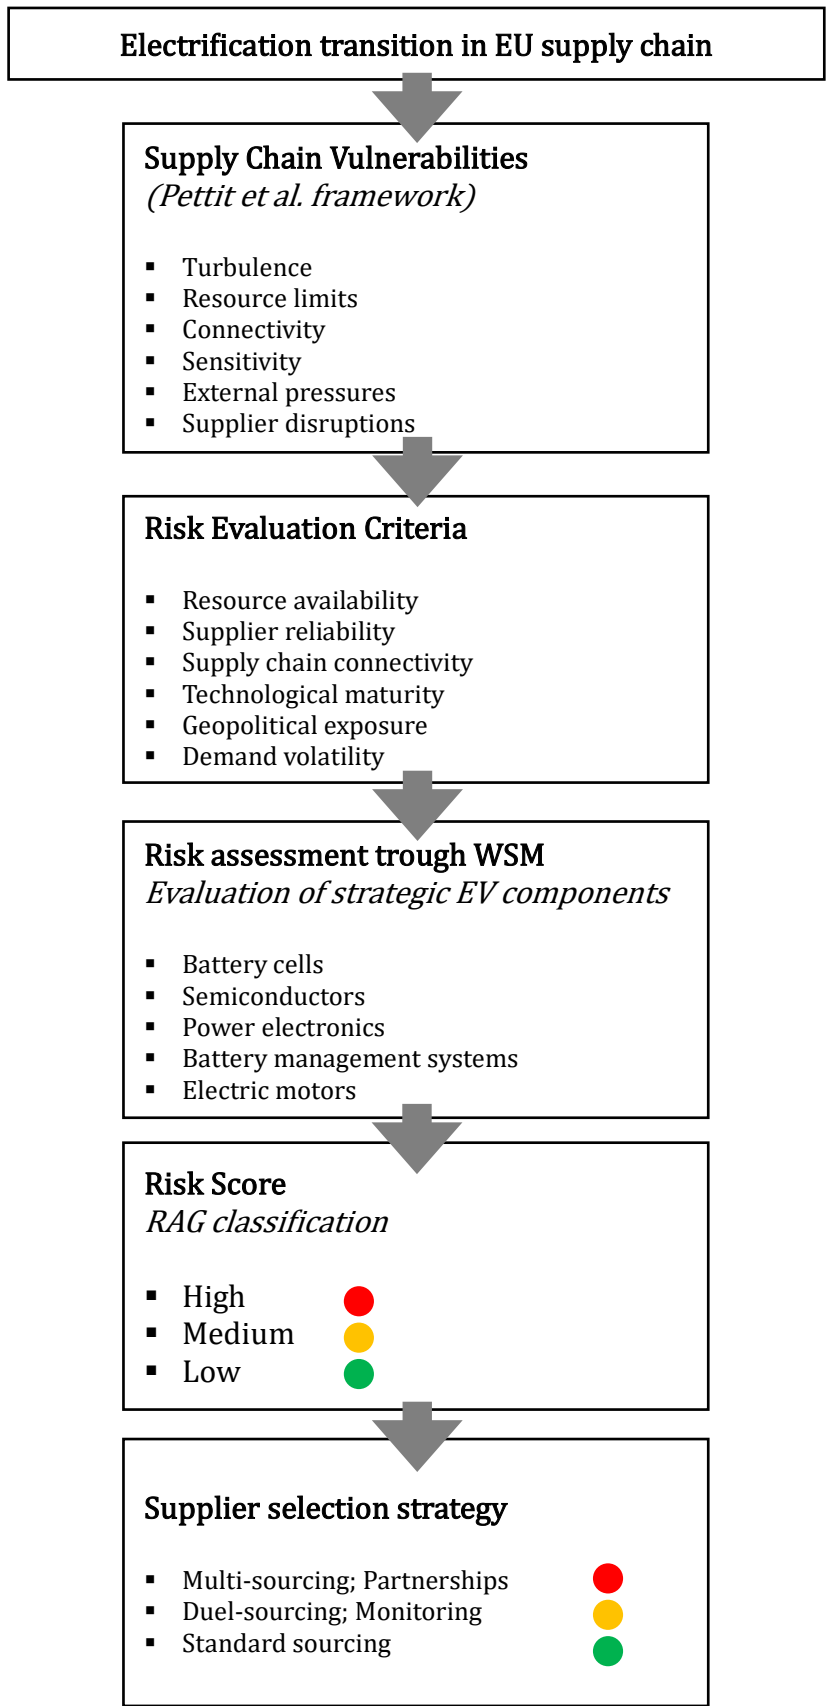 Electrification transition in EU supply chain
Supply Chain Vulnerabilities
(Pettit et al. framework)
▪ Turbulence
▪ Resource limits
▪ Connectivity
▪ Sensitivity
▪ External pressures
▪ Supplier disruptions
Risk Evaluation Criteria
▪ Resource availability
▪ Supplier reliability
▪ Supply chain connectivity
▪ Technological maturity
▪ Geopolitical exposure
▪ Demand volatility
Risk assessment trough WSM
Evaluation of strategic EV components
▪ Battery cells
▪ Semiconductors
▪ Power electronics
▪ Battery management systems
▪ Electric motors
Risk Score
RAG classification
▪ High
▪ Medium
▪ Low
Supplier selection strategy
▪ Multi-sourcing; Partnerships
▪ Duel-sourcing; Monitoring
▪ Standard sourcing